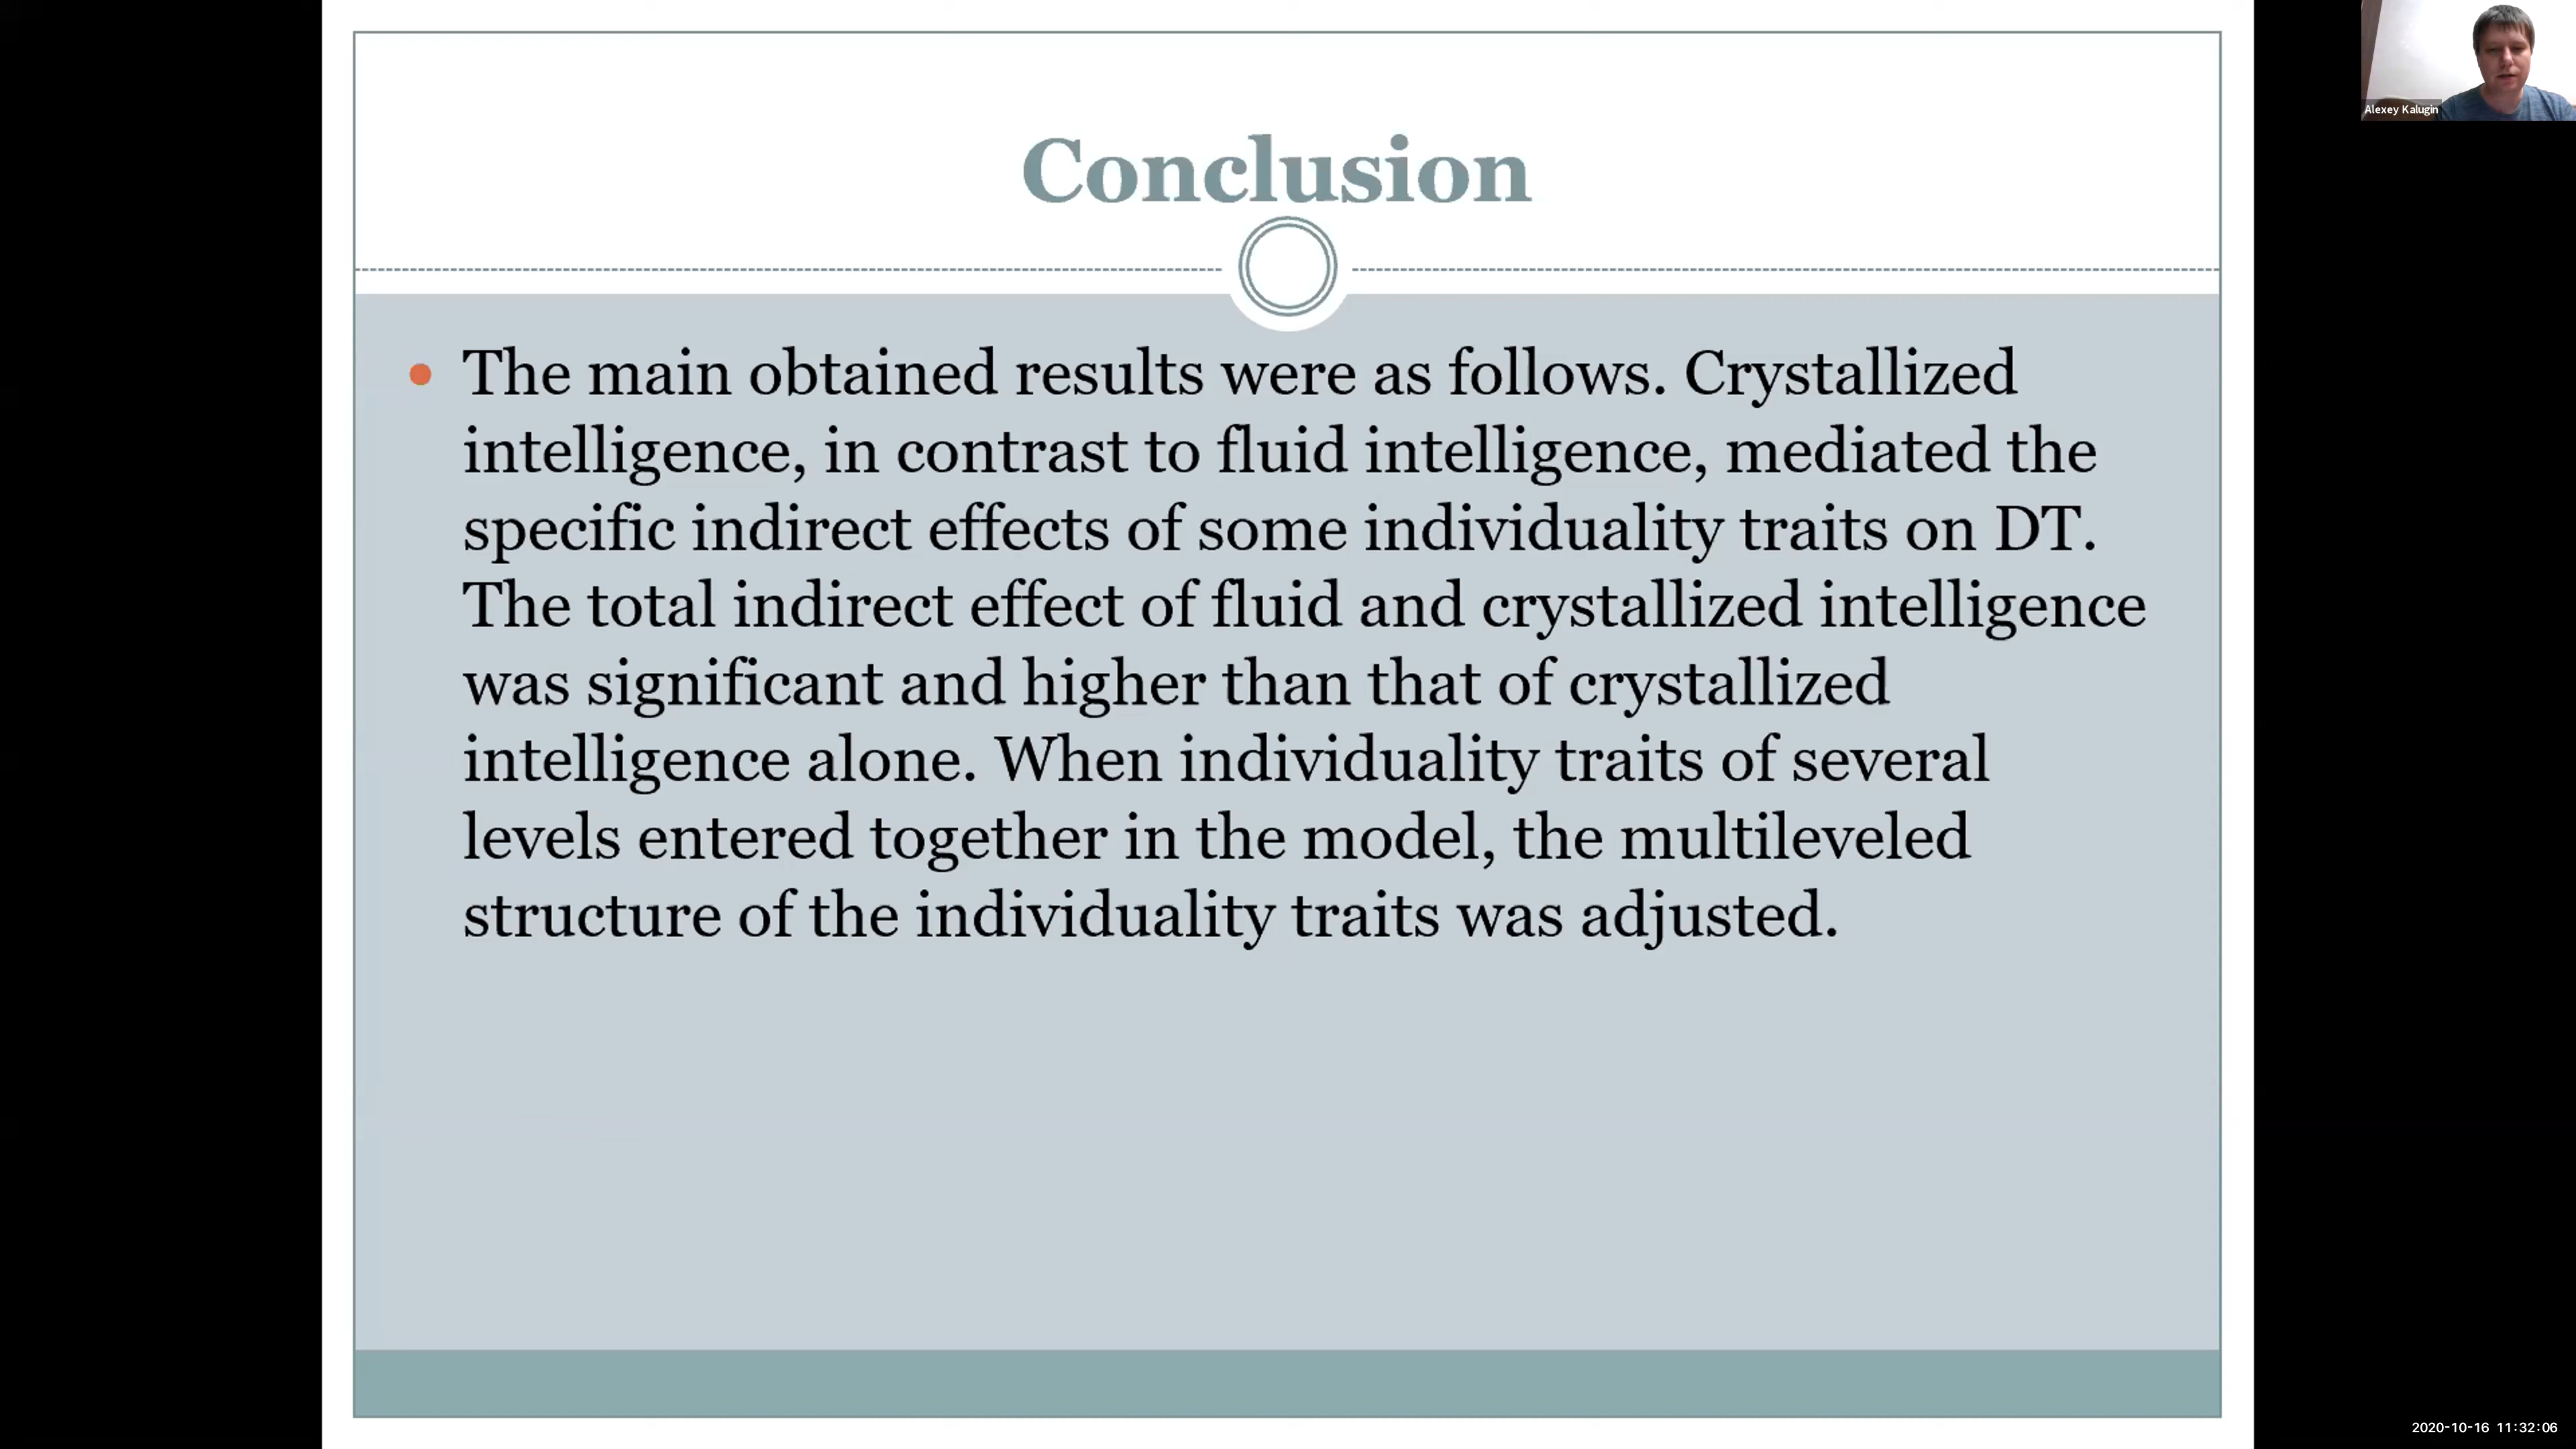 Alexey Kalugin
Conclusion
• The main obtained results were as follows. Crystallized
intelligence, in contrast to fluid intelligence, mediated the
specific indirect effects of some individuality traits on DT.
The total indirect effect of fluid and crystallized intelligence
was significant and higher than that of crystallized
intelligence alone. When individuality traits of several
levels entered together in the model, the multileveled
structure of the individuality traits was adjusted.
2020-10-16 11:32:06